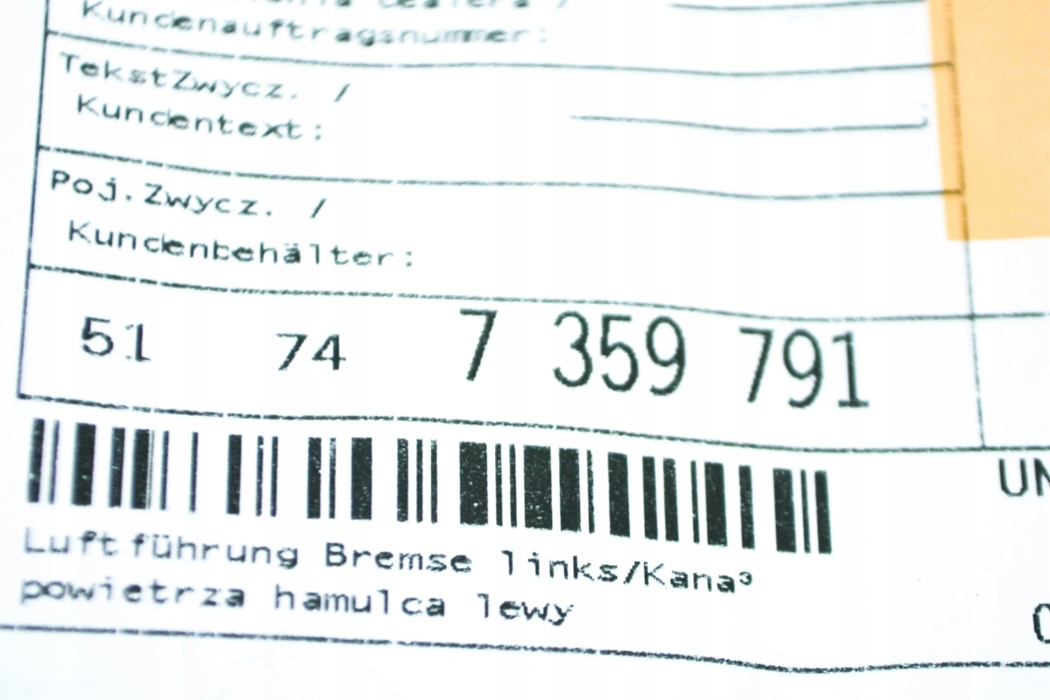 Kundenauftragsnummer:
TekstZwycz. /
Kundentext:
Poj.Zwycz. /
Kundenbehälter:
51 74 7 359 791
Luftführung Bremse links/Kana³
powietrza hamulca lewy